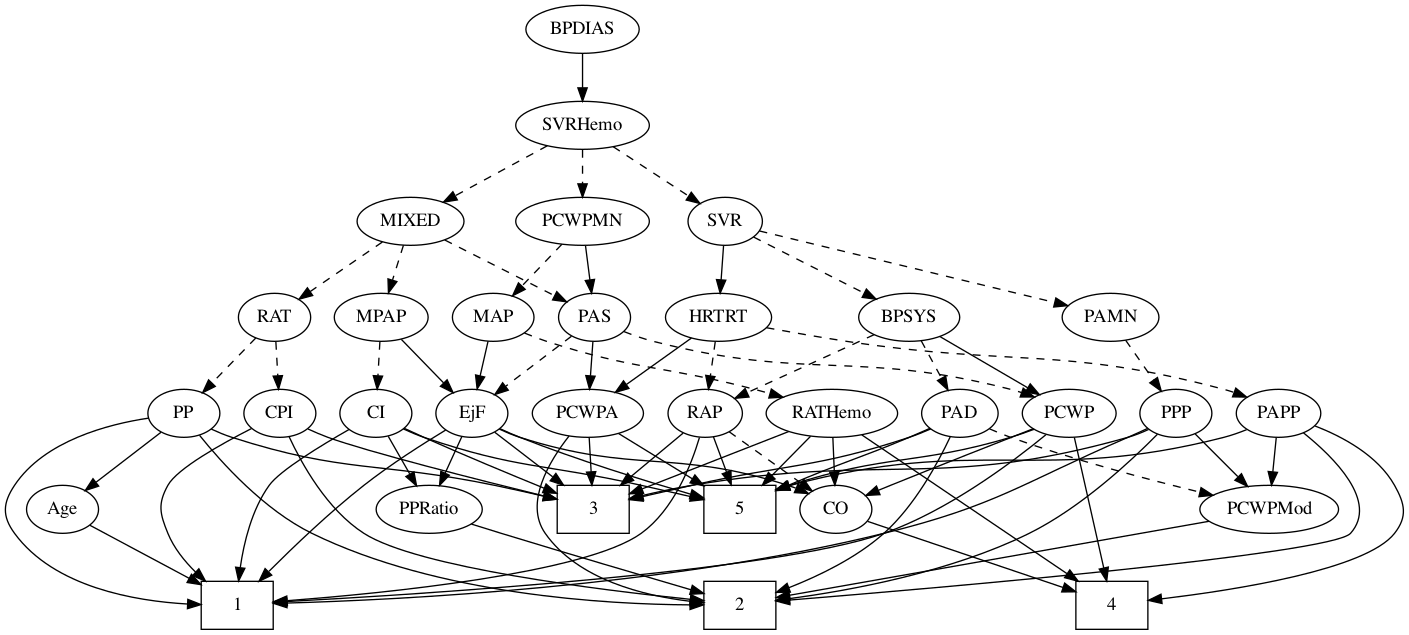 BPDIAS
SVRHemo
MIXED
PCWPMN
SVR
RAT
MPAP
MAP
PAS
HRTRT
BPSYS
PAMN
PP
CPI
CI
EjF
PCWPA
RAP
RATHemo
PAD
PCWP
PPP
PAPP
Age
PPRatio
3
5
CO
PCWPMod
1
2
4